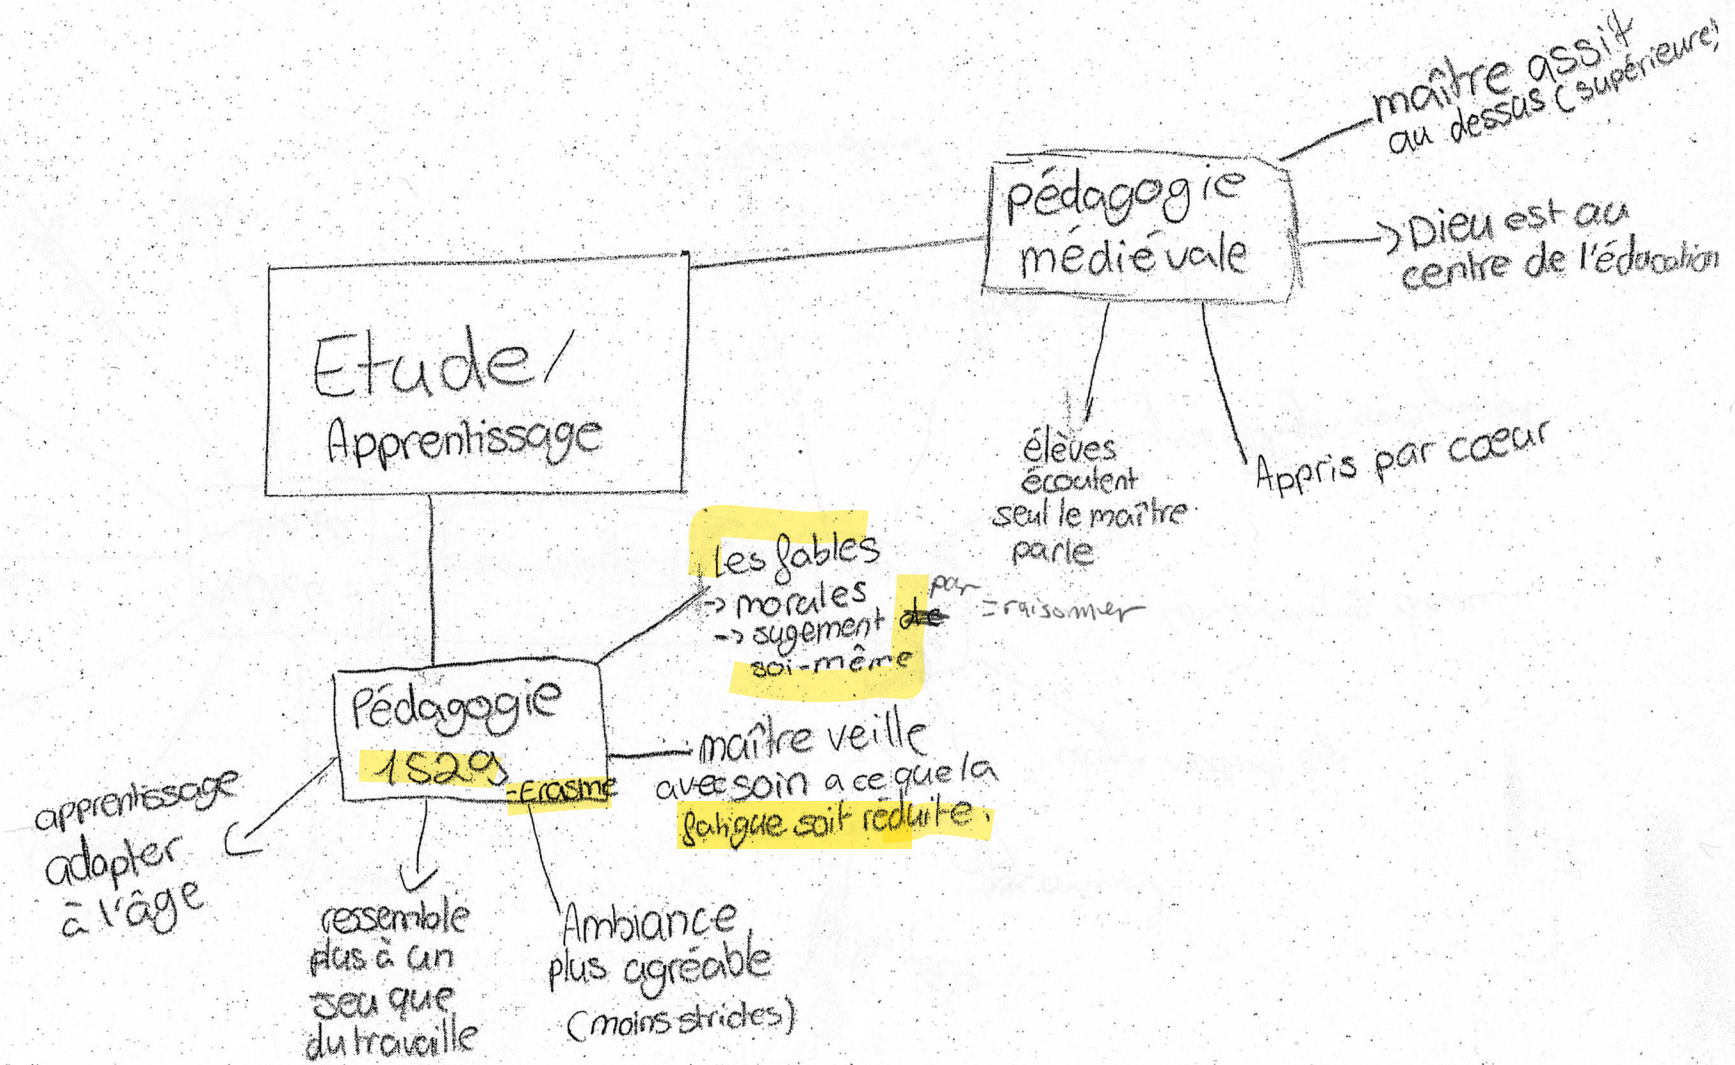 maître assit
au dessus (supérieure)
pédagogie
médiévale
Dieu est au
centre de l'éducation
Etude/
Apprentissage
élèves
écoutent
seul le maître
parle
Appris par cœur
Les fables
-> morales
-> jugement de par = raisonner
soi-même
Pédagogie
1529
-Erasme
maître veille
avec soin a ce que la
fatigue soit réduite.
apprentissage
adapter
à l'âge
ressemble
plus à un
jeu que
du travaille
Ambiance
plus agréable
(moins strictes)